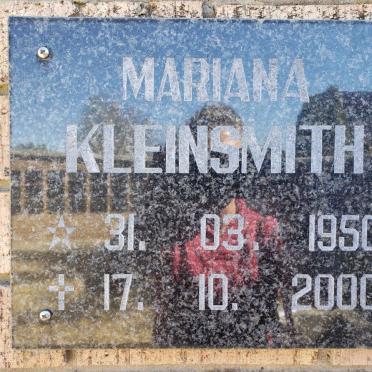 MARIANA
KLEINSMITH
☆ 31. 03. 1950
✝ 17. 10. 2000